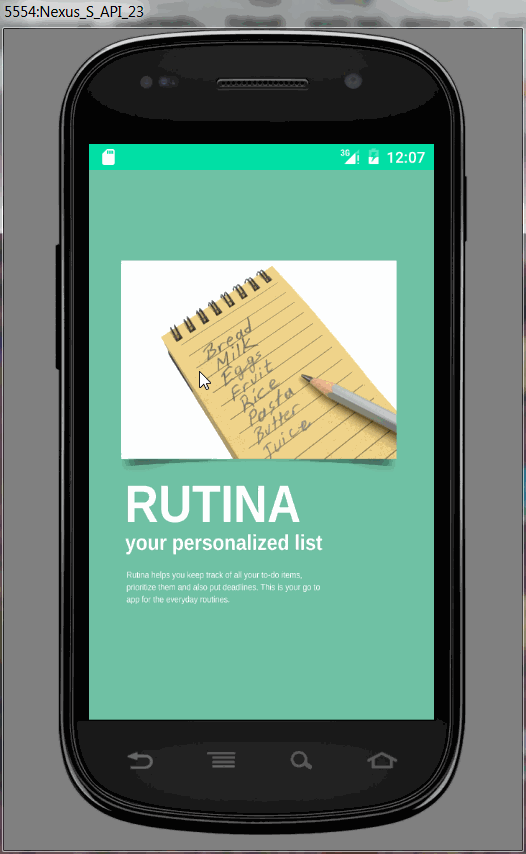 5554:Nexus_S_API_23
3G 12:07
Bread
Milk
Eggs
Fruit
Rice
Pasta
Butter
Juice
RUTINA
your personalized list
Rutina helps you keep track of all your to-do items,
prioritize them and also put deadlines. This is your go to
app for the everyday routines.